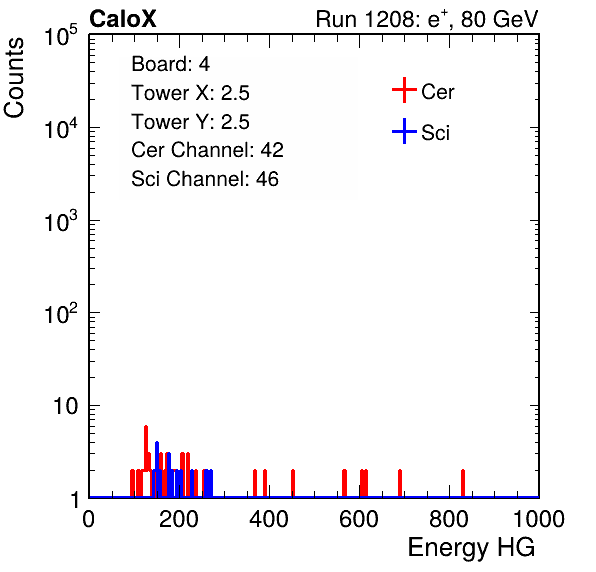 CaloX Run 1208: e⁺, 80 GeV
Counts
10⁵
10⁴
10³
10²
10
1
Board: 4
Tower X: 2.5
Tower Y: 2.5
Cer Channel: 42
Sci Channel: 46
Cer
Sci
0 200 400 600 800 1000
Energy HG